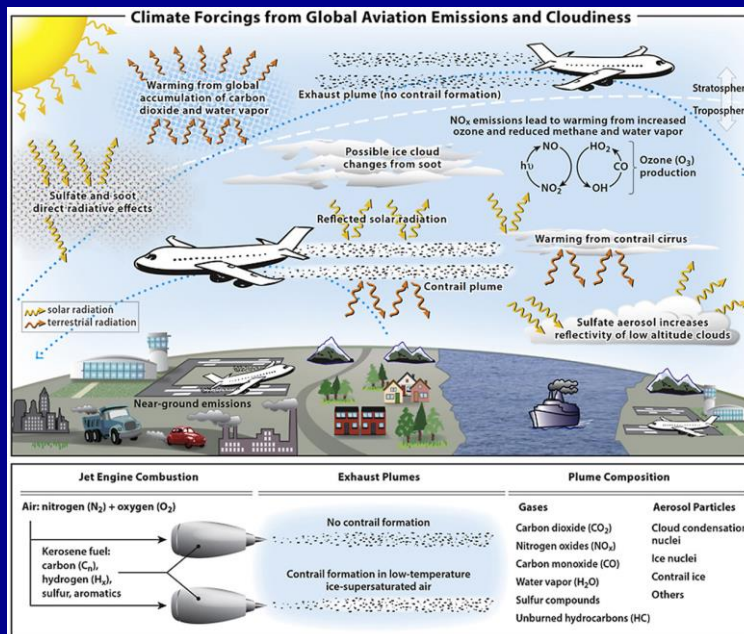 Climate Forcings from Global Aviation Emissions and Cloudiness
Warming from global
accumulation of carbon
dioxide and water vapor
Exhaust plume (no contrail formation)
Stratospher
Tropospher
NOx emissions lead to warming from increased
ozone and reduced methane and water vapor
NO
HO2
hυ
CO
NO2
OH
Ozone (O3)
production
Possible ice cloud
changes from soot
Sulfate and soot
direct radiative effects
Reflected solar radiation
Warming from contrail cirrus
Contrail plume
solar radiation
terrestrial radiation
Sulfate aerosol increases
reflectivity of low altitude clouds
Near-ground emissions
Jet Engine Combustion
Air: nitrogen (N2) + oxygen (O2)
Kerosene fuel:
carbon (Cn),
hydrogen (Hx),
sulfur, aromatics
Exhaust Plumes
No contrail formation
Contrail formation in low-temperature
ice-supersaturated air
Plume Composition
Gases
Carbon dioxide (CO2)
Nitrogen oxides (NOx)
Carbon monoxide (CO)
Water vapor (H2O)
Sulfur compounds
Unburned hydrocarbons (HC)
Aerosol Particles
Cloud condensation
nuclei
Ice nuclei
Contrail ice
Others